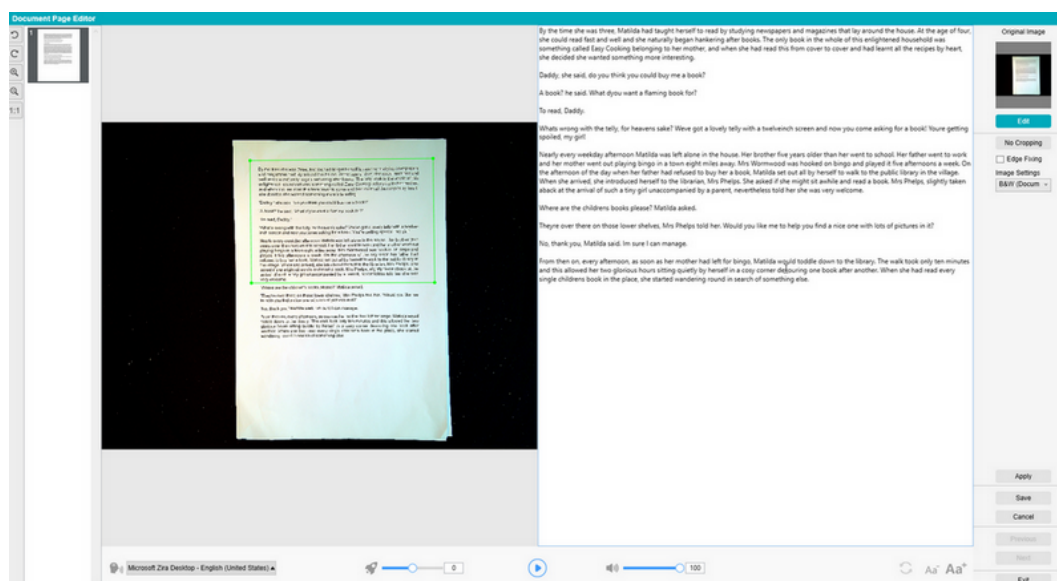 Document Page Editor
1
1:1
By the time she was three, Matilda had taught herself to read by studying newspapers and magazines that lay around the house. At the age of four,
she could read fast and well and she naturally began hankering after books. The only book in the whole of this enlightened household was
something called Easy Cooking belonging to her mother, and when she had read this from cover to cover and had learnt all the recipes by heart,
she decided she wanted something more interesting.
Daddy, she said, do you think you could buy me a book?
A book? he said. What dyou want a flaming book for?
To read, Daddy.
Whats wrong with the telly, for heavens sake? Weve got a lovely telly with a twelveinch screen and now you come asking for a book! Youre getting
spoiled, my girl!
Nearly every weekday afternoon Matilda was left alone in the house. Her brother five years older than her went to school. Her father went to work
and her mother went out playing bingo in a town eight miles away. Mrs Wormwood was hooked on bingo and played it five afternoons a week. On
the afternoon of the day when her father had refused to buy her a book, Matilda set out all by herself to walk to the public library in the village.
When she arrived, she introduced herself to the librarian, Mrs Phelps. She asked if she might sit awhile and read a book. Mrs Phelps, slightly taken
aback at the arrival of such a tiny girl unaccompanied by a parent, nevertheless told her she was very welcome.
Where are the childrens books please? Matilda asked.
Theyre over there on those lower shelves, Mrs Phelps told her. Would you like me to help you find a nice one with lots of pictures in it?
No, thank you, Matilda said. Im sure I can manage.
From then on, every afternoon, as soon as her mother had left for bingo, Matilda would toddle down to the library. The walk took only ten minutes
and this allowed her two glorious hours sitting quietly by herself in a cosy corner devouring one book after another. When she had read every
single childrens book in the place, she started wandering round in search of something else.
Original Image
Edit
No Cropping
Edge Fixing
Image Settings
B&W (Docum
Apply
Save
Cancel
Previous
Next
Exit
Microsoft Zira Desktop - English (United States)
0
100
Aa-
Aa+